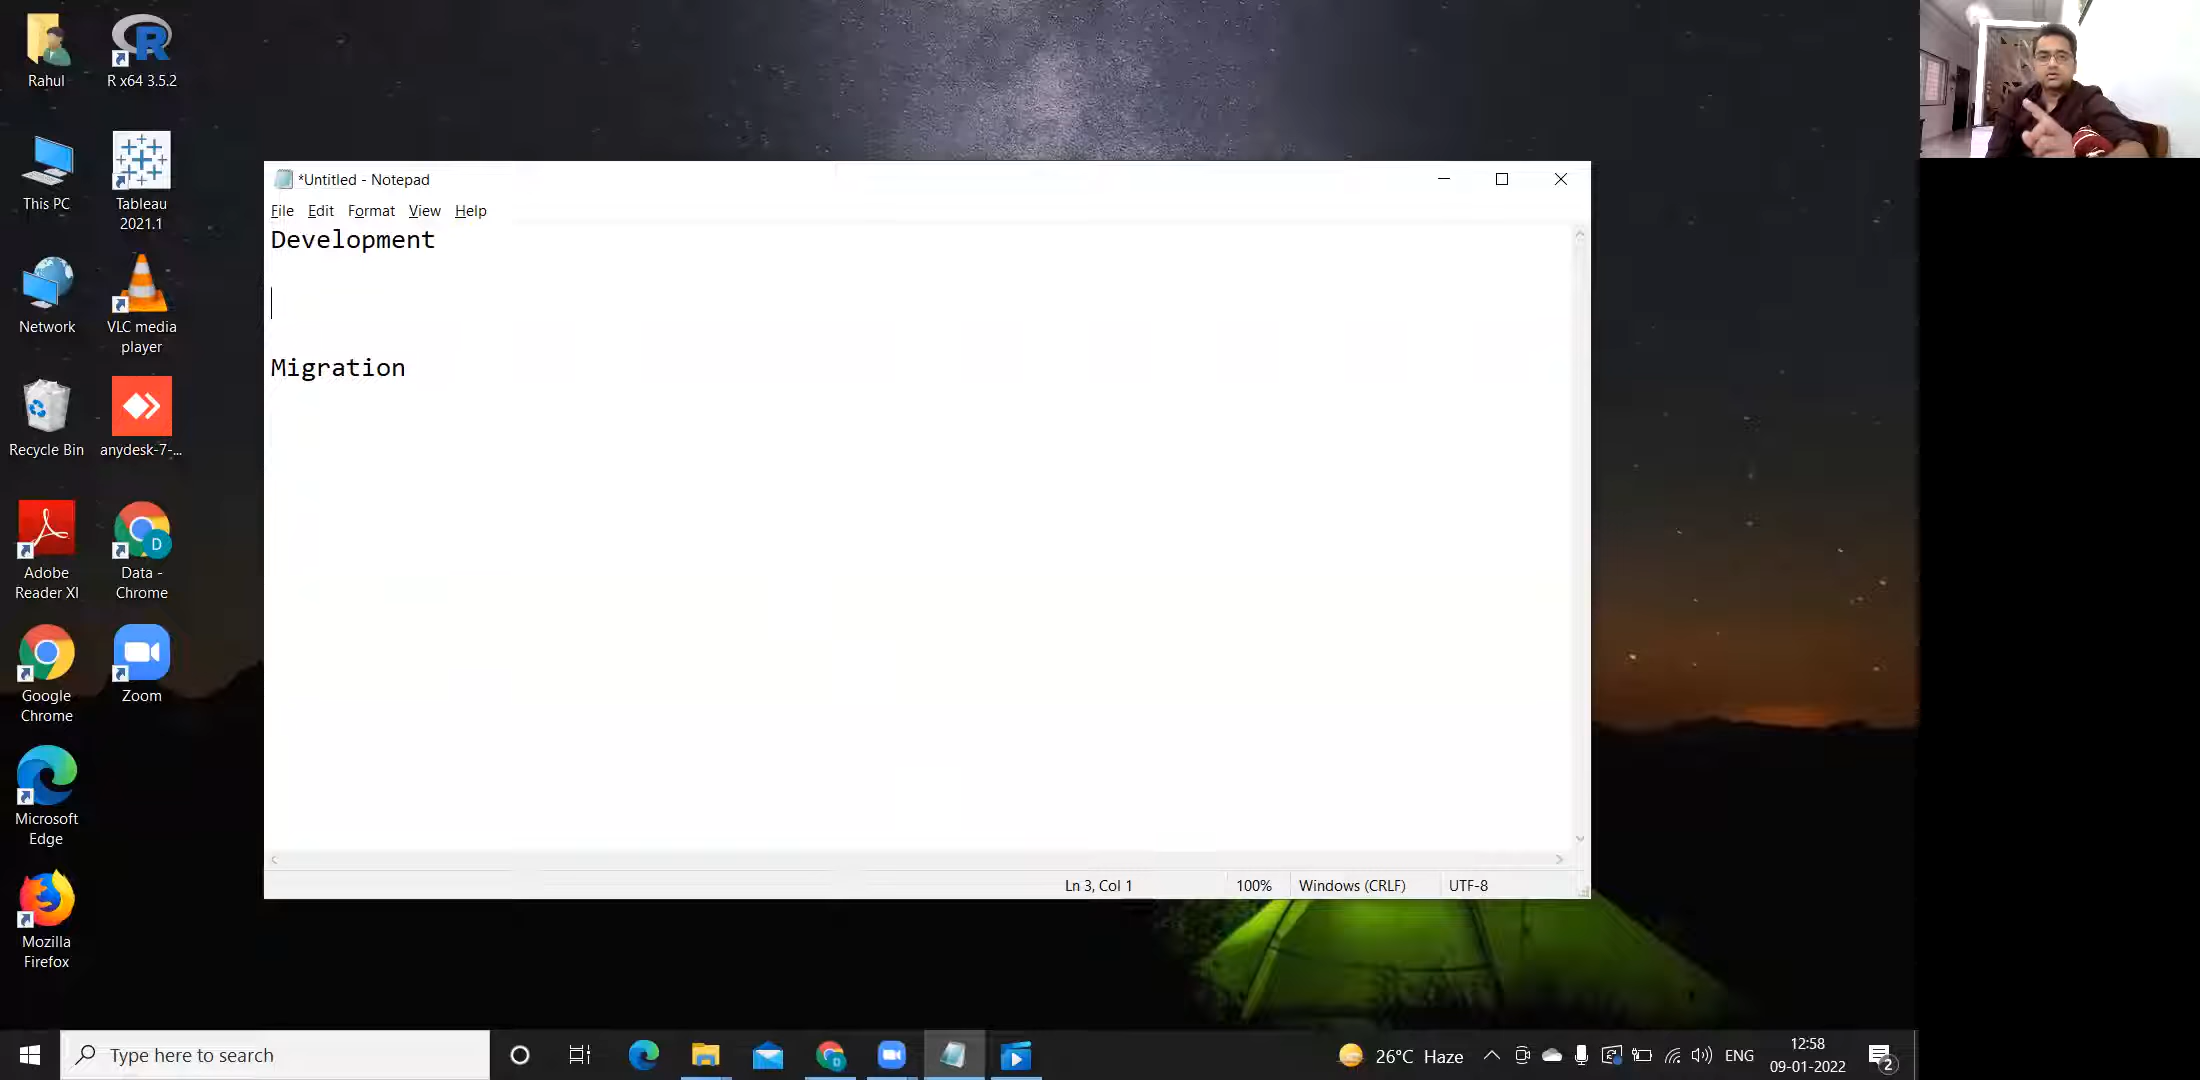 Rahul
R x64 3.5.2
This PC
Tableau
2021.1
Network
VLC media
player
Recycle Bin
anydesk-7-...
Adobe
Reader XI
Data -
Chrome
D
Google
Chrome
Zoom
Microsoft
Edge
Mozilla
Firefox
*Untitled - Notepad
File Edit Format View Help
Development
Migration
Ln 3, Col 1 100% Windows (CRLF) UTF-8
Type here to search
26°C Haze
ENG
12:58
09-01-2022
2